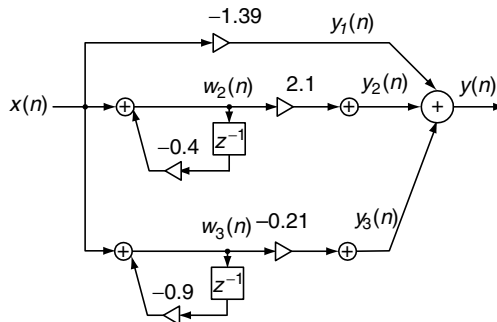 −1.39
y₁(n)
x(n)
+
w₂(n)
2.1
+
y₂(n)
+
y(n)
−0.4
z⁻¹
+
w₃(n)
−0.21
+
y₃(n)
−0.9
z⁻¹